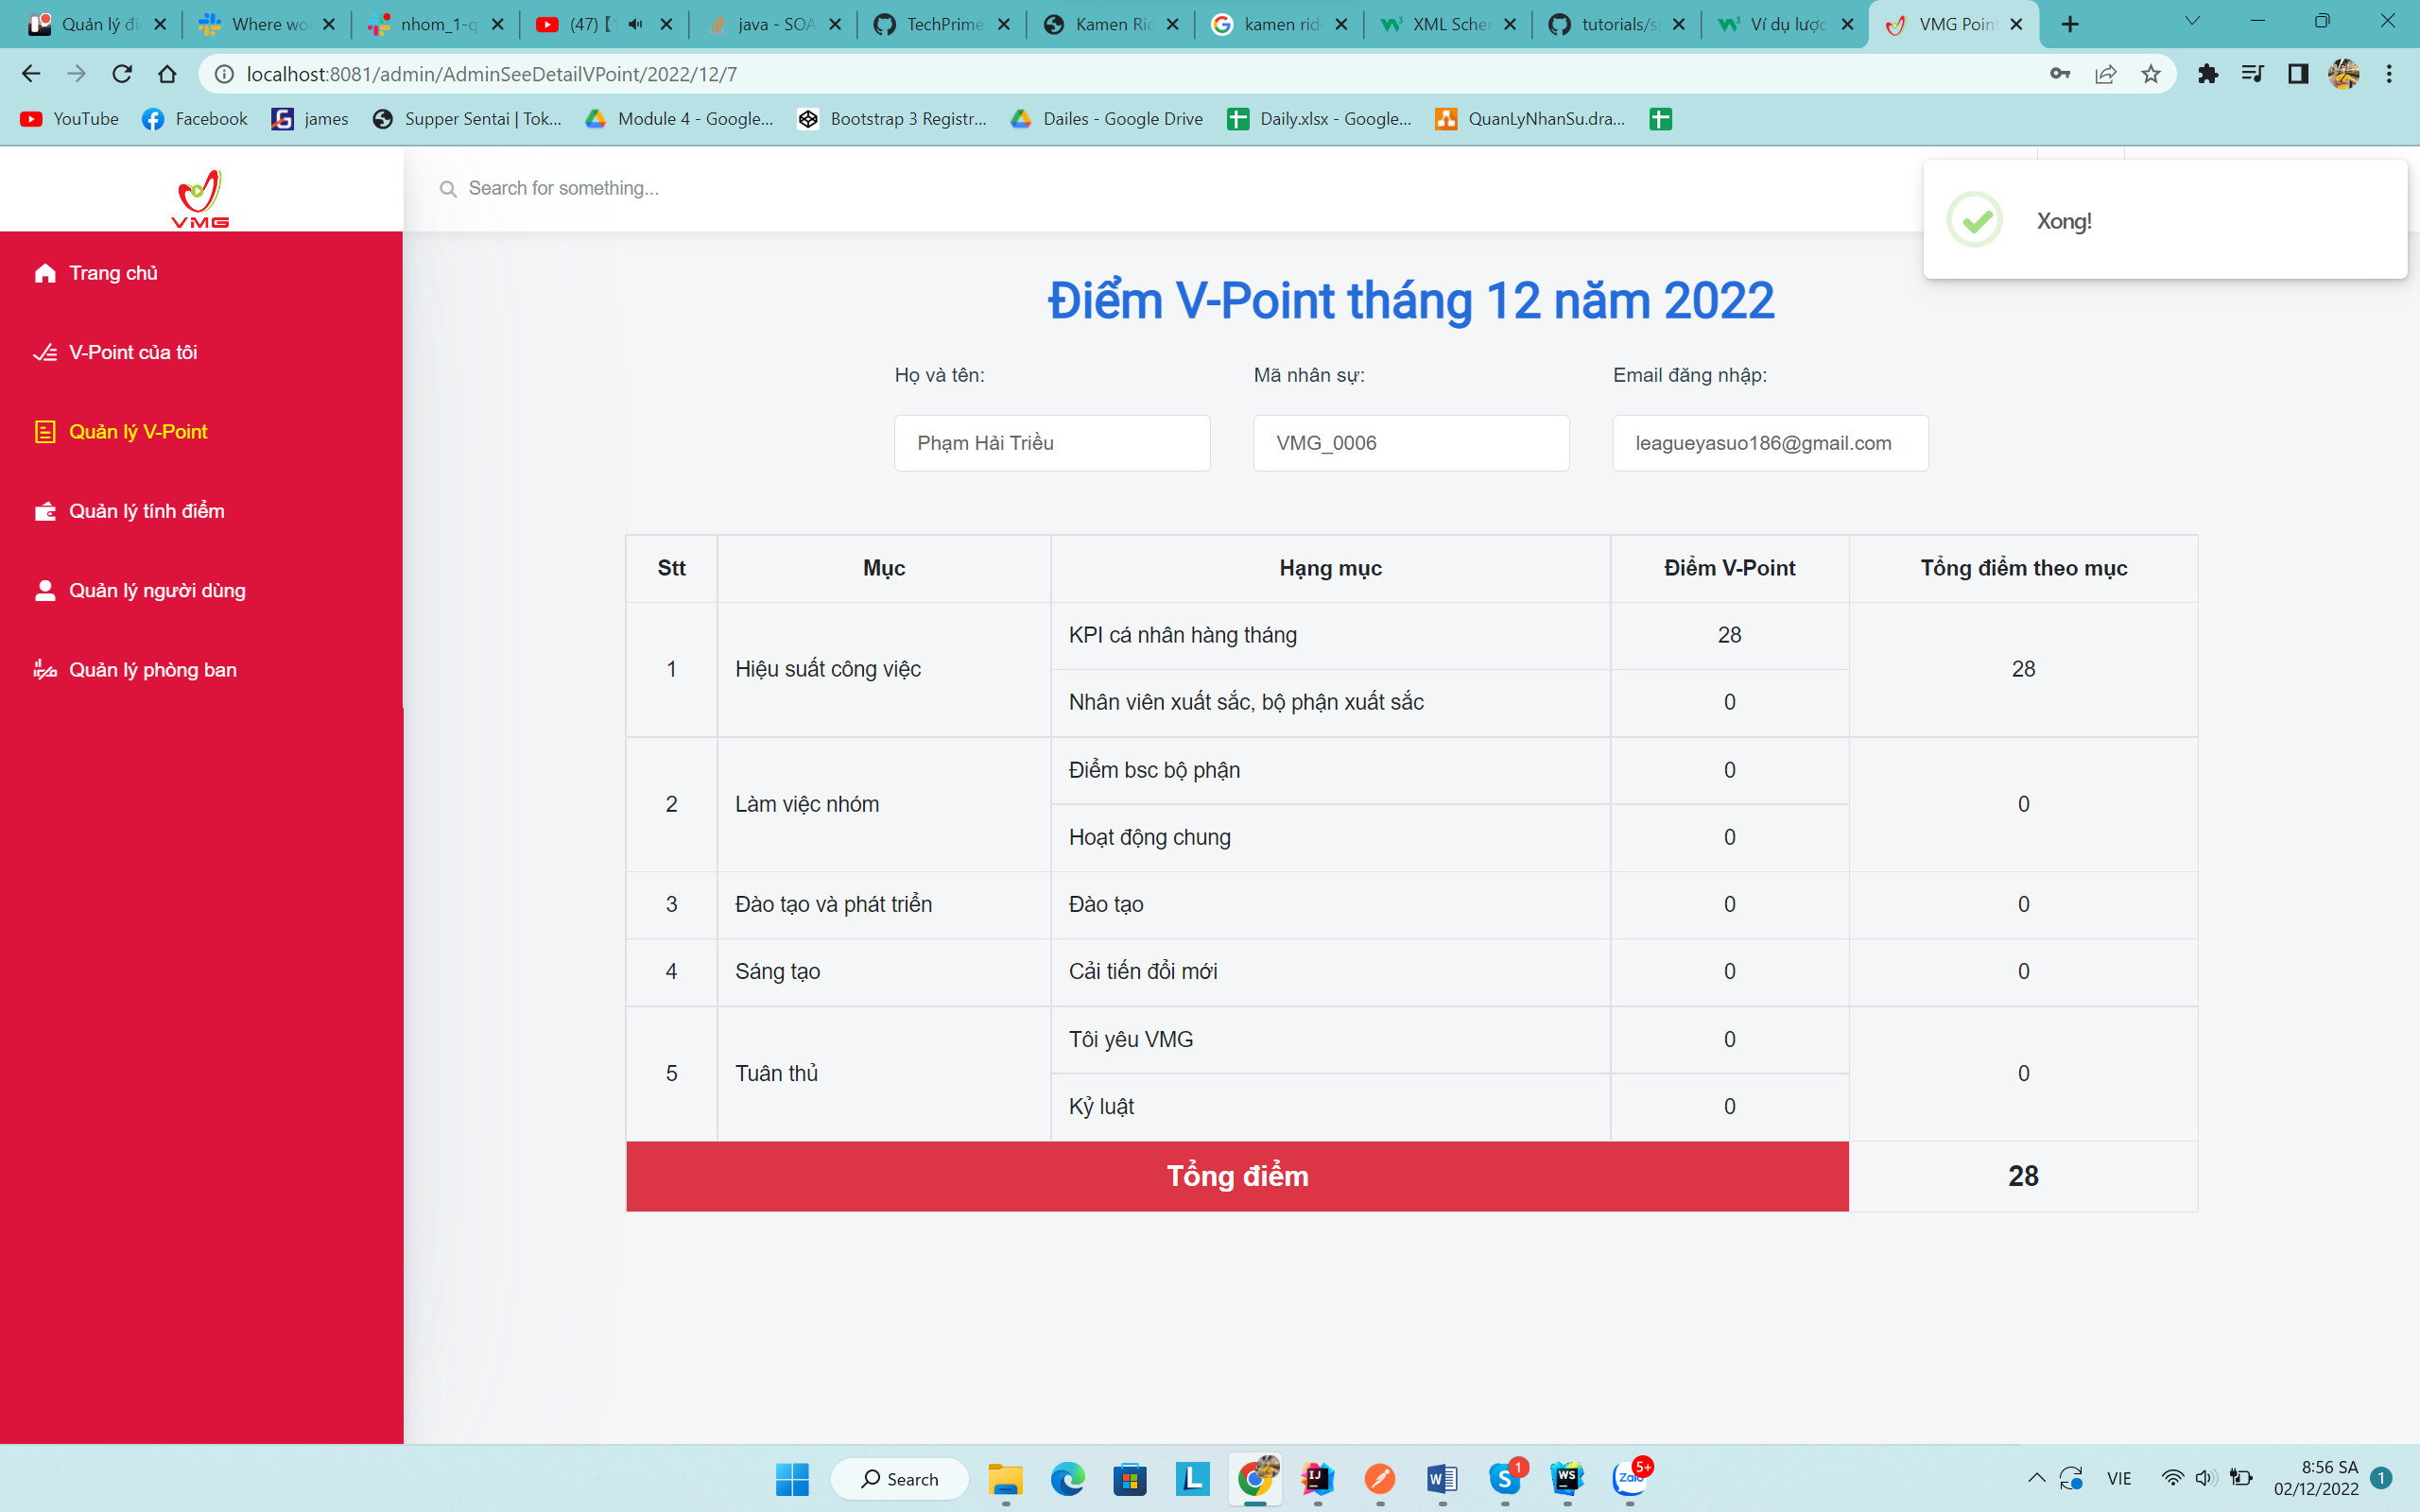 Quản lý đi
Where wo
nhom_1-q
(47)
java - SOA
TechPrime
Kamen Ric
kamen ride
XML Scher
tutorials/s
Ví dụ lược
VMG Poin
localhost:8081/admin/AdminSeeDetailVPoint/2022/12/7
YouTube
Facebook
james
Supper Sentai | Tok...
Module 4 - Google...
Bootstrap 3 Registr...
Dailes - Google Drive
Daily.xlsx - Google...
QuanLyNhanSu.dra...
VMG
Search for something...
Xong!
Trang chủ
V-Point của tôi
Quản lý V-Point
Quản lý tính điểm
Quản lý người dùng
Quản lý phòng ban
Điểm V-Point tháng 12 năm 2022
Họ và tên:
Mã nhân sự:
Email đăng nhập:
Phạm Hải Triều
VMG_0006
leagueyasuo186@gmail.com
Stt Mục Hạng mục Điểm V-Point Tổng điểm theo mục
1 Hiệu suất công việc KPI cá nhân hàng tháng 28 28
Nhân viên xuất sắc, bộ phận xuất sắc 0
2 Làm việc nhóm Điểm bsc bộ phận 0 0
Hoạt động chung 0
3 Đào tạo và phát triển Đào tạo 0 0
4 Sáng tạo Cải tiến đổi mới 0 0
5 Tuân thủ Tôi yêu VMG 0 0
Kỷ luật 0
Tổng điểm 28
Search
L
IJ
W
S
1
WS
Zalo
5+
VIE
8:56 SA
02/12/2022
1